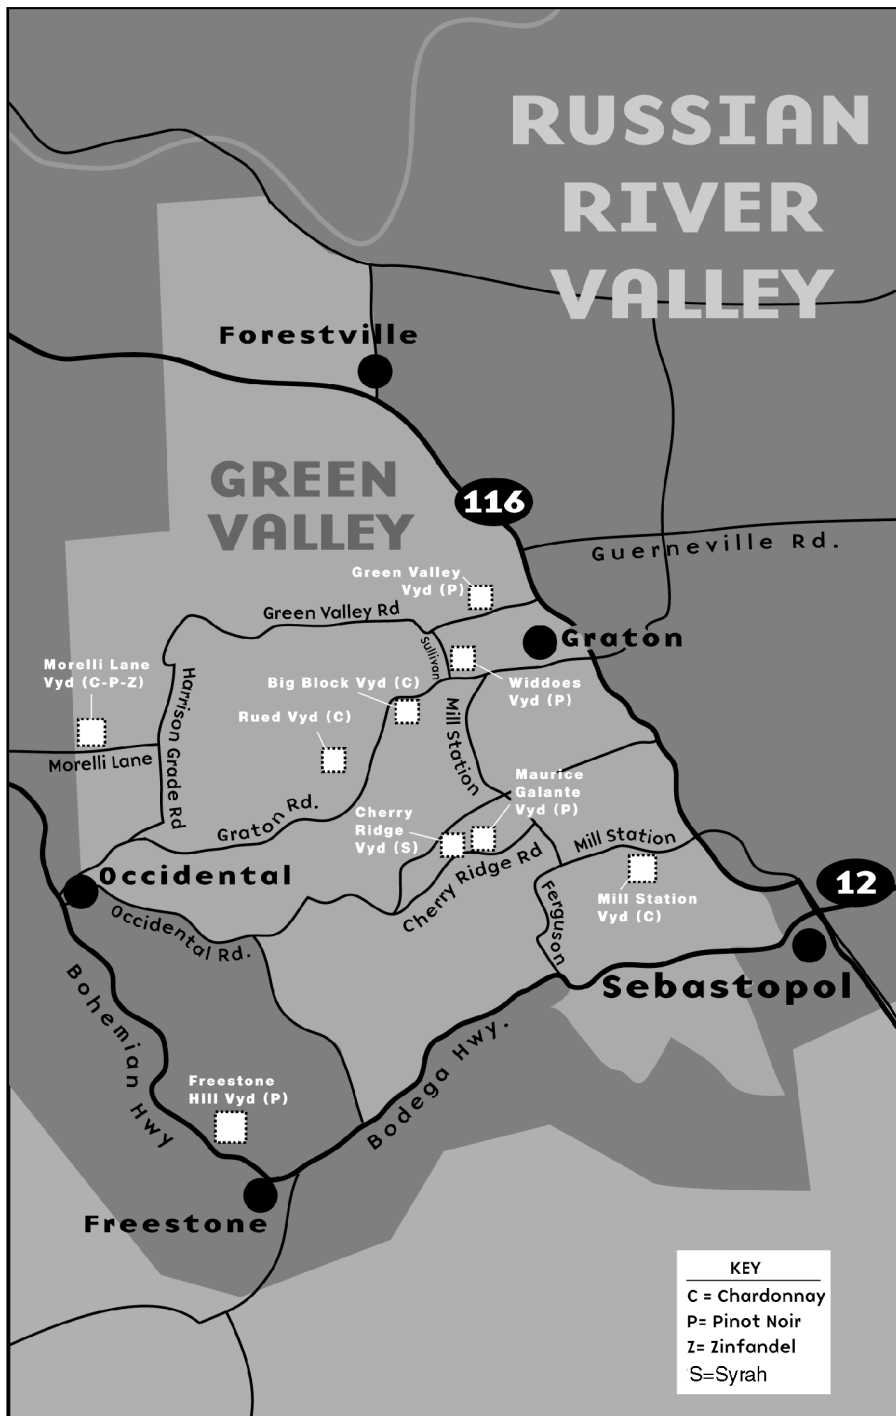 RUSSIAN
RIVER
VALLEY
Forestville
GREEN
VALLEY
116
Guerneville Rd.
Green Valley
Vyd (P)
Green Valley Rd
Sullivan
Graton
Morelli Lane
Vyd (C-P-Z)
Harrison Grade Rd
Big Block Vyd (C)
Widdoes
Vyd (P)
Rued Vyd (C)
Mill Station
Morelli Lane
Maurice
Galante
Vyd (P)
Graton Rd.
Cherry
Ridge
Vyd (S)
Mill Station
Cherry Ridge Rd
Occidental
12
Ferguson
Mill Station
Vyd (C)
Occidental Rd.
Sebastopol
Bohemian Hwy
Bodega Hwy.
Freestone
Hill Vyd (P)
Freestone
KEY
C = Chardonnay
P= Pinot Noir
Z= Zinfandel
S=Syrah